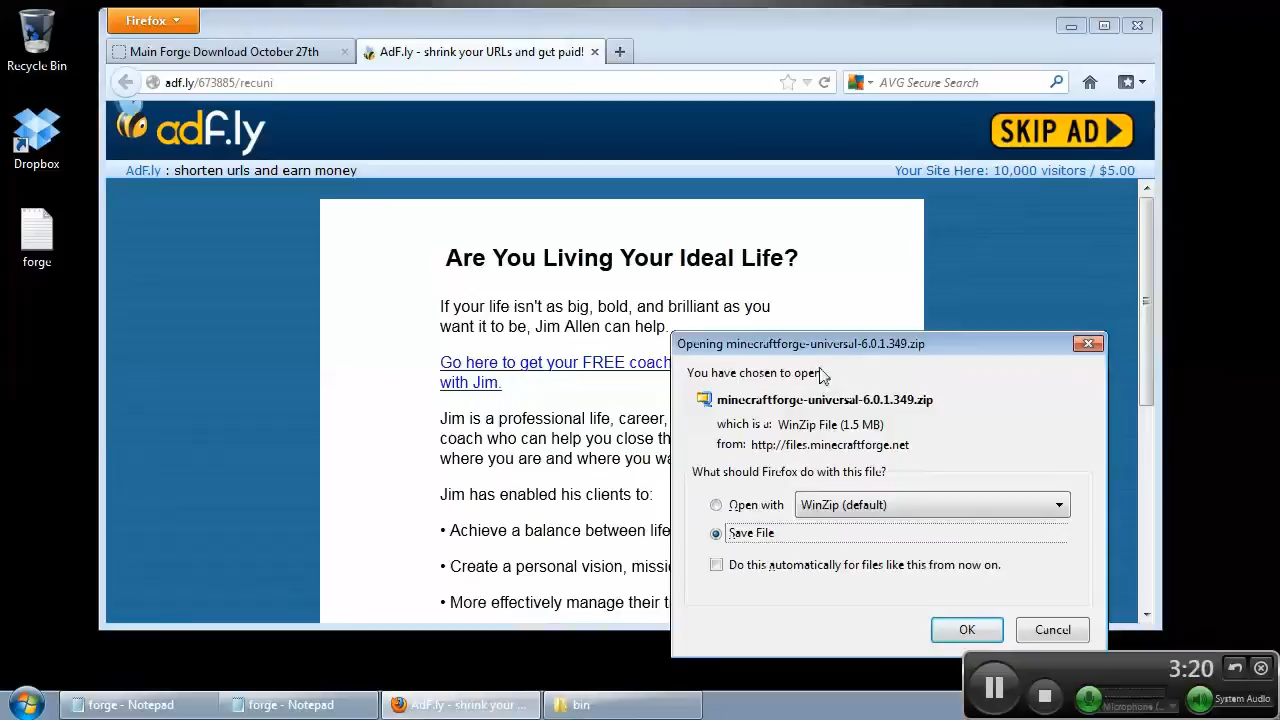 Recycle Bin
Dropbox
forge
Firefox
Main Forge Download October 27th
AdF.ly - shrink your URLs and get paid!
adf.ly/673885/recuni
AVG Secure Search
adf.ly
SKIP AD
AdF.ly : shorten urls and earn money
Your Site Here: 10,000 visitors / $5.00
Are You Living Your Ideal Life?
If your life isn't as big, bold, and brilliant as you
want it to be, Jim Allen can help.
Go here to get your FREE coach
with Jim.
Jim is a professional life, career,
coach who can help you close th
where you are and where you wa
Jim has enabled his clients to:
• Achieve a balance between life
• Create a personal vision, missi
• More effectively manage their t
Opening minecraftforge-universal-6.0.1.349.zip
You have chosen to open
minecraftforge-universal-6.0.1.349.zip
which is a: WinZip File (1.5 MB)
from: http://files.minecraftforge.net
What should Firefox do with this file?
Open with WinZip (default)
Save File
Do this automatically for files like this from now on.
OK
Cancel
3:20
Microphone (
System Audio
forge - Notepad
forge - Notepad
AdF.ly - shrink your ...
bin